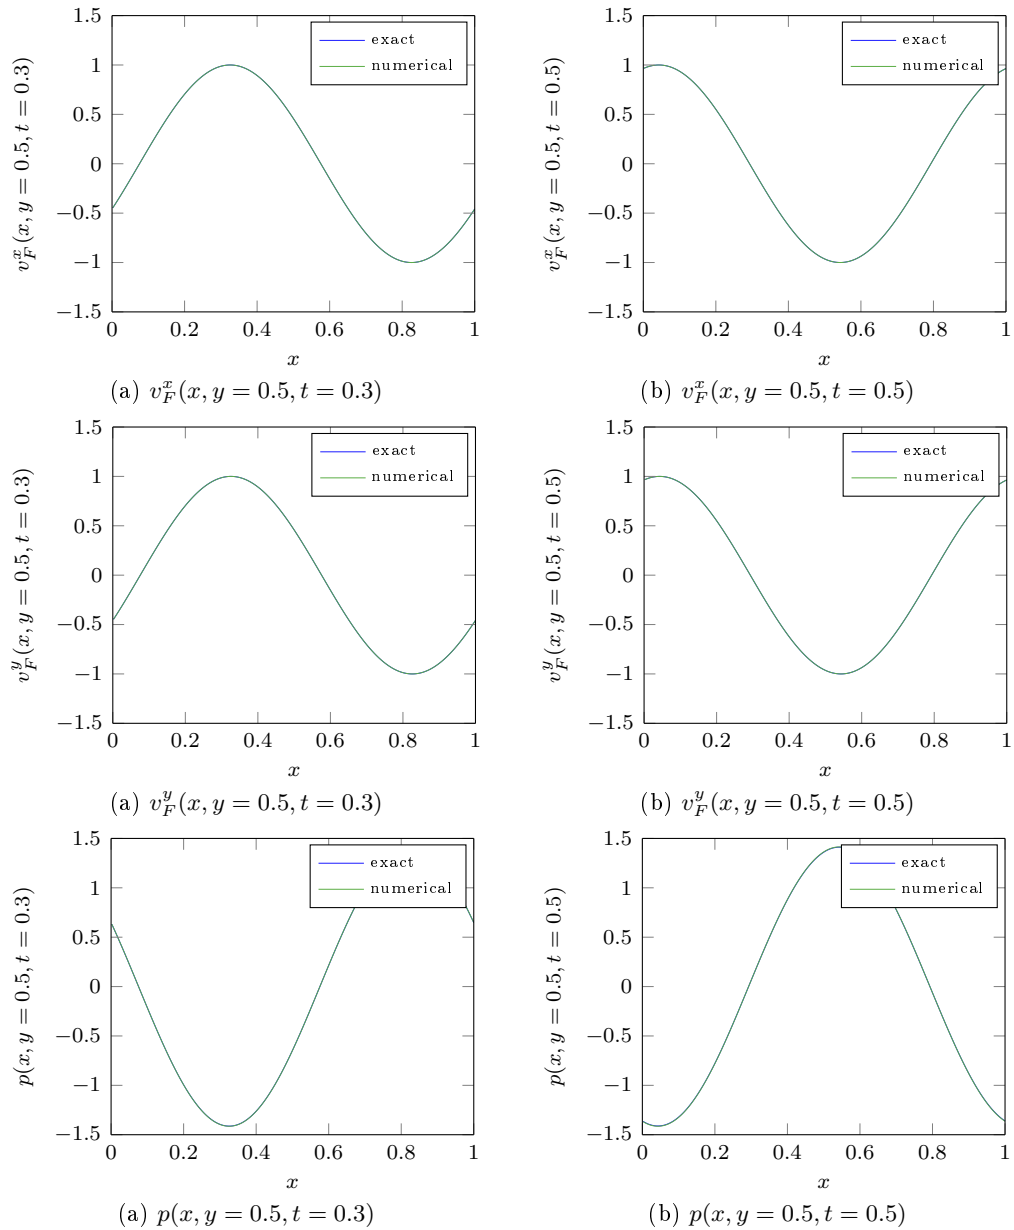 1.5
1
0.5
0
−0.5
−1
−1.5
0 0.2 0.4 0.6 0.8 1
x
v_F^x(x, y = 0.5, t = 0.3)
exact
numerical
(a) v_F^x(x, y = 0.5, t = 0.3)
1.5
1
0.5
0
−0.5
−1
−1.5
0 0.2 0.4 0.6 0.8 1
x
v_F^x(x, y = 0.5, t = 0.5)
exact
numerical
(b) v_F^x(x, y = 0.5, t = 0.5)
1.5
1
0.5
0
−0.5
−1
−1.5
0 0.2 0.4 0.6 0.8 1
x
v_F^y(x, y = 0.5, t = 0.3)
exact
numerical
(a) v_F^y(x, y = 0.5, t = 0.3)
1.5
1
0.5
0
−0.5
−1
−1.5
0 0.2 0.4 0.6 0.8 1
x
v_F^y(x, y = 0.5, t = 0.5)
exact
numerical
(b) v_F^y(x, y = 0.5, t = 0.5)
1.5
1
0.5
0
−0.5
−1
−1.5
0 0.2 0.4 0.6 0.8 1
x
p(x, y = 0.5, t = 0.3)
exact
numerical
(a) p(x, y = 0.5, t = 0.3)
1.5
1
0.5
0
−0.5
−1
−1.5
0 0.2 0.4 0.6 0.8 1
x
p(x, y = 0.5, t = 0.5)
exact
numerical
(b) p(x, y = 0.5, t = 0.5)